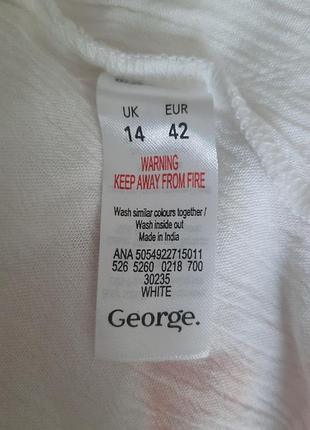 UK EUR
14 42
WARNING
KEEP AWAY FROM FIRE
Wash similar colours together /
Wash inside out
Made in India
ANA 5054922715011
526 5260 0218 700
30235
WHITE
George.